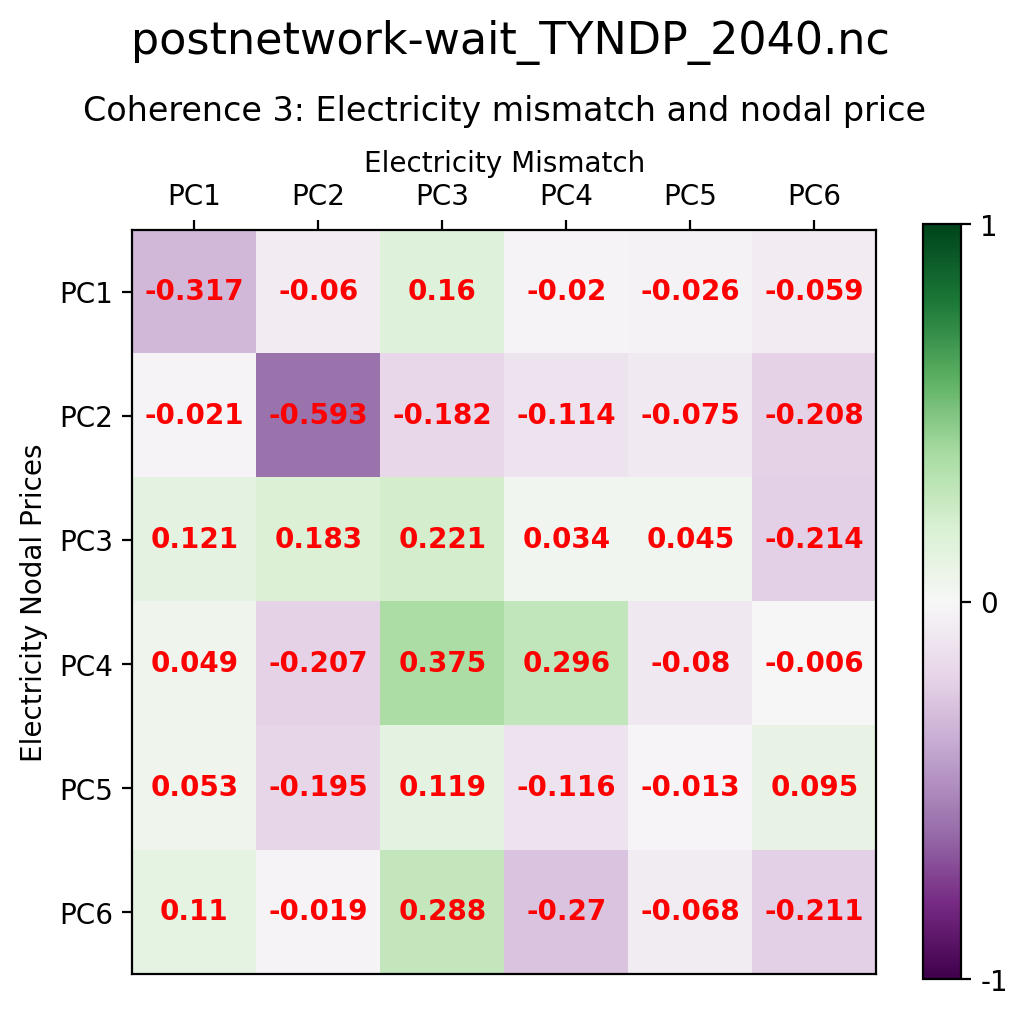 postnetwork-wait_TYNDP_2040.nc
Coherence 3: Electricity mismatch and nodal price
Electricity Mismatch
PC1 PC2 PC3 PC4 PC5 PC6
Electricity Nodal Prices
PC1 -0.317 -0.06 0.16 -0.02 -0.026 -0.059
PC2 -0.021 -0.593 -0.182 -0.114 -0.075 -0.208
PC3 0.121 0.183 0.221 0.034 0.045 -0.214
PC4 0.049 -0.207 0.375 0.296 -0.08 -0.006
PC5 0.053 -0.195 0.119 -0.116 -0.013 0.095
PC6 0.11 -0.019 0.288 -0.27 -0.068 -0.211
1
0
-1